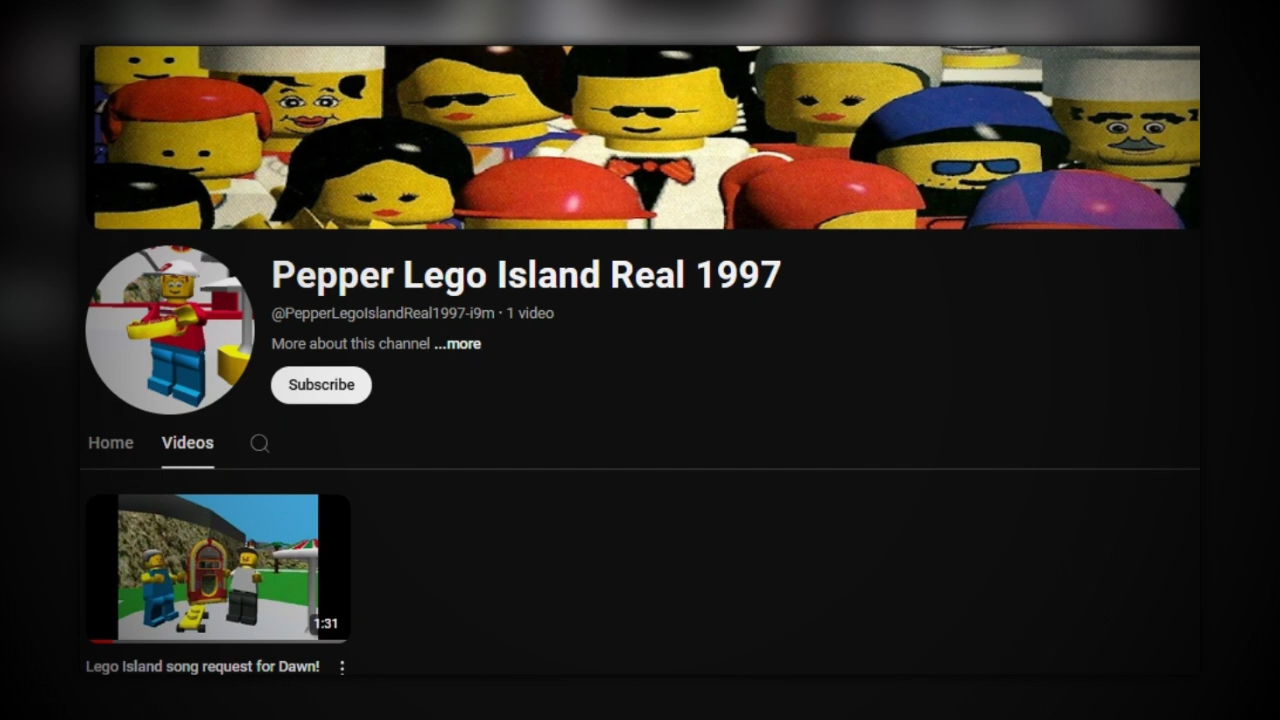 Pepper Lego Island Real 1997
@PepperLegoIslandReal1997-i9m · 1 video
More about this channel ...more
Subscribe
Home Videos
1:31
Lego Island song request for Dawn!